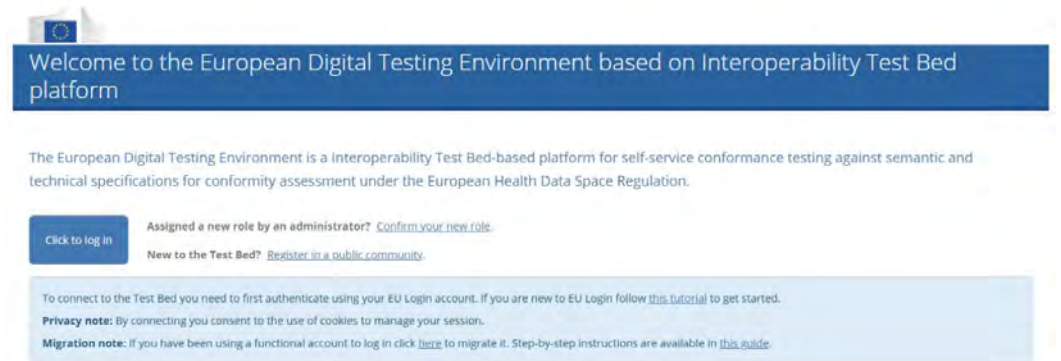 Welcome to the European Digital Testing Environment based on Interoperability Test Bed
platform
The European Digital Testing Environment is a Interoperability Test Bed-based platform for self-service conformance testing against semantic and
technical specifications for conformity assessment under the European Health Data Space Regulation.
Click to log in
Assigned a new role by an administrator? Confirm your new role.
New to the Test Bed? Register in a public community.
To connect to the Test Bed you need to first authenticate using your EU Login account. If you are new to EU Login follow this tutorial to get started.
Privacy note: By connecting you consent to the use of cookies to manage your session.
Migration note: If you have been using a functional account to log in click here to migrate it. Step-by-step instructions are available in this guide.